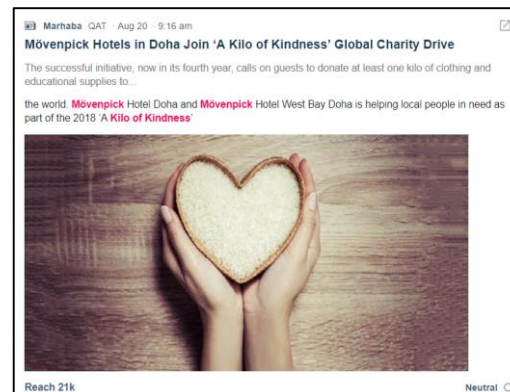 Marhaba QAT · Aug 20 · 9:16 am
Mövenpick Hotels in Doha Join ‘A Kilo of Kindness’ Global Charity Drive
The successful initiative, now in its fourth year, calls on guests to donate at least one kilo of clothing and
educational supplies to...
the world. Mövenpick Hotel Doha and Mövenpick Hotel West Bay Doha is helping local people in need as
part of the 2018 ‘A Kilo of Kindness’
Reach 21k
Neutral